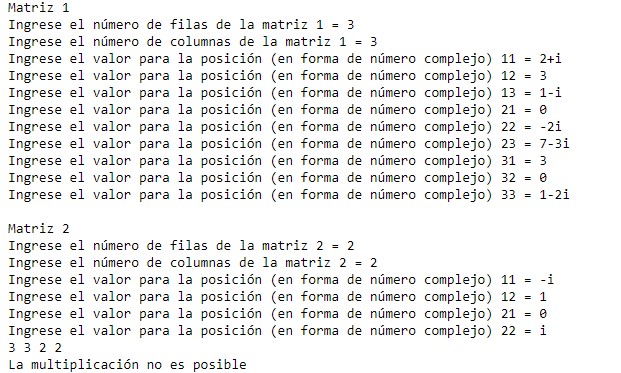 Matriz 1
Ingrese el número de filas de la matriz 1 = 3
Ingrese el número de columnas de la matriz 1 = 3
Ingrese el valor para la posición (en forma de número complejo) 11 = 2+i
Ingrese el valor para la posición (en forma de número complejo) 12 = 3
Ingrese el valor para la posición (en forma de número complejo) 13 = 1-i
Ingrese el valor para la posición (en forma de número complejo) 21 = 0
Ingrese el valor para la posición (en forma de número complejo) 22 = -2i
Ingrese el valor para la posición (en forma de número complejo) 23 = 7-3i
Ingrese el valor para la posición (en forma de número complejo) 31 = 3
Ingrese el valor para la posición (en forma de número complejo) 32 = 0
Ingrese el valor para la posición (en forma de número complejo) 33 = 1-2i
Matriz 2
Ingrese el número de filas de la matriz 2 = 2
Ingrese el número de columnas de la matriz 2 = 2
Ingrese el valor para la posición (en forma de número complejo) 11 = -i
Ingrese el valor para la posición (en forma de número complejo) 12 = 1
Ingrese el valor para la posición (en forma de número complejo) 21 = 0
Ingrese el valor para la posición (en forma de número complejo) 22 = i
3 3 2 2
La multiplicación no es posible